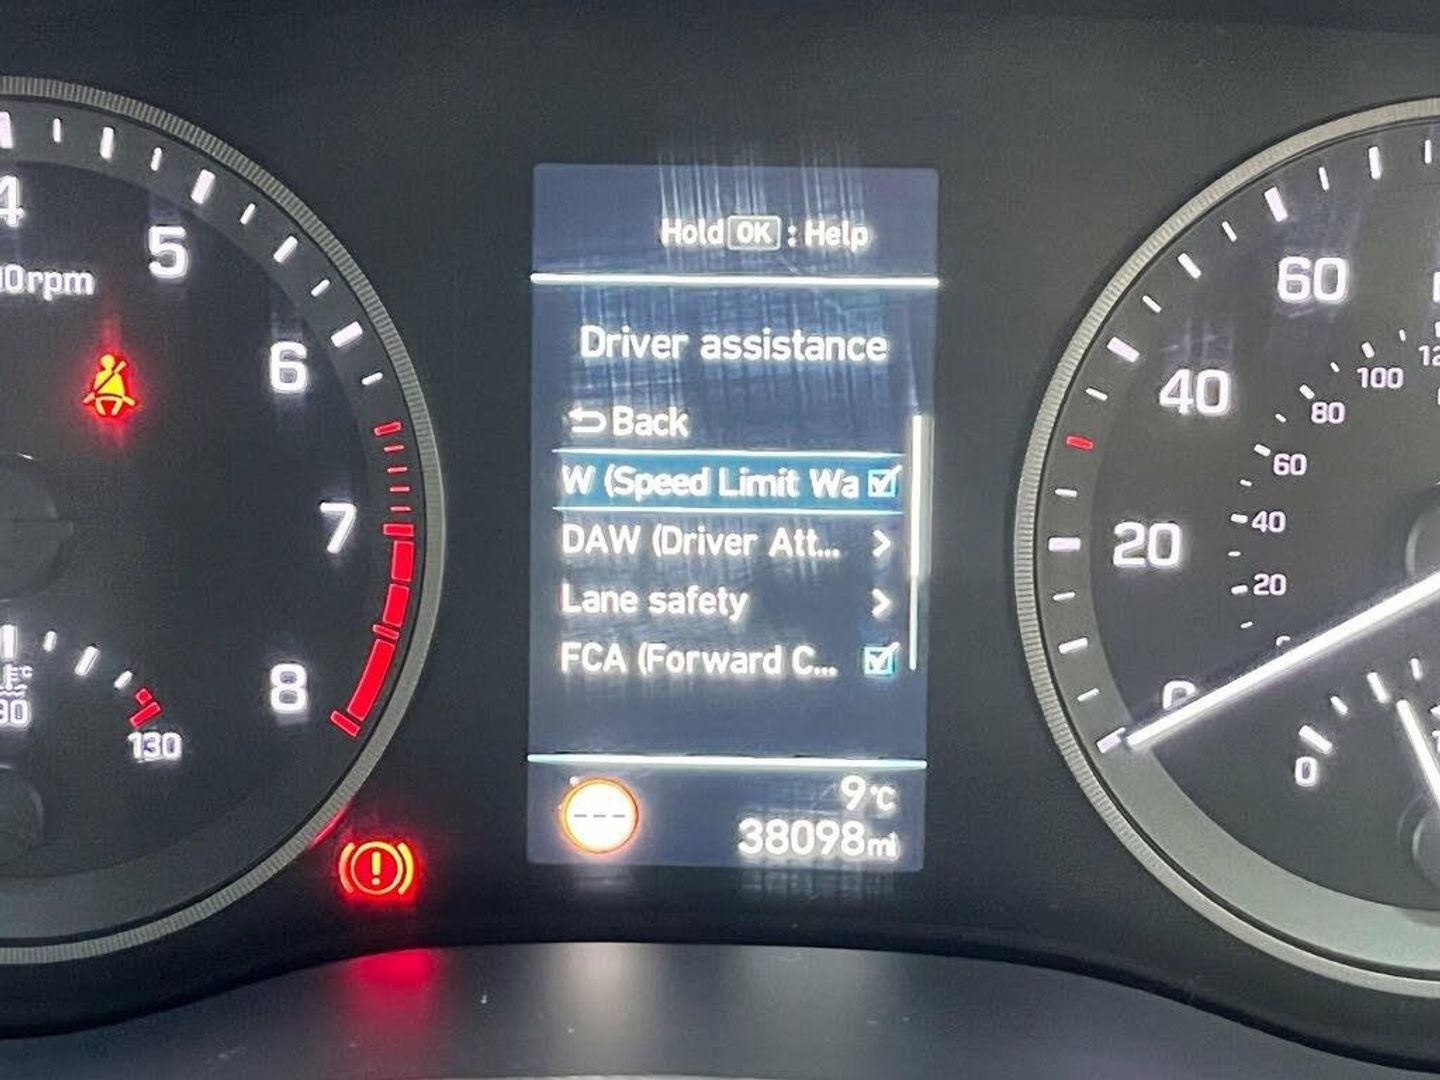 Hold OK : Help
Driver assistance
Back
W (Speed Limit Wa
DAW (Driver Att...
Lane safety
FCA (Forward C...
---
9°C
38098mi
4
5
6
7
8
0rpm
130
60
40
20
0
100
80
60
40
20
0